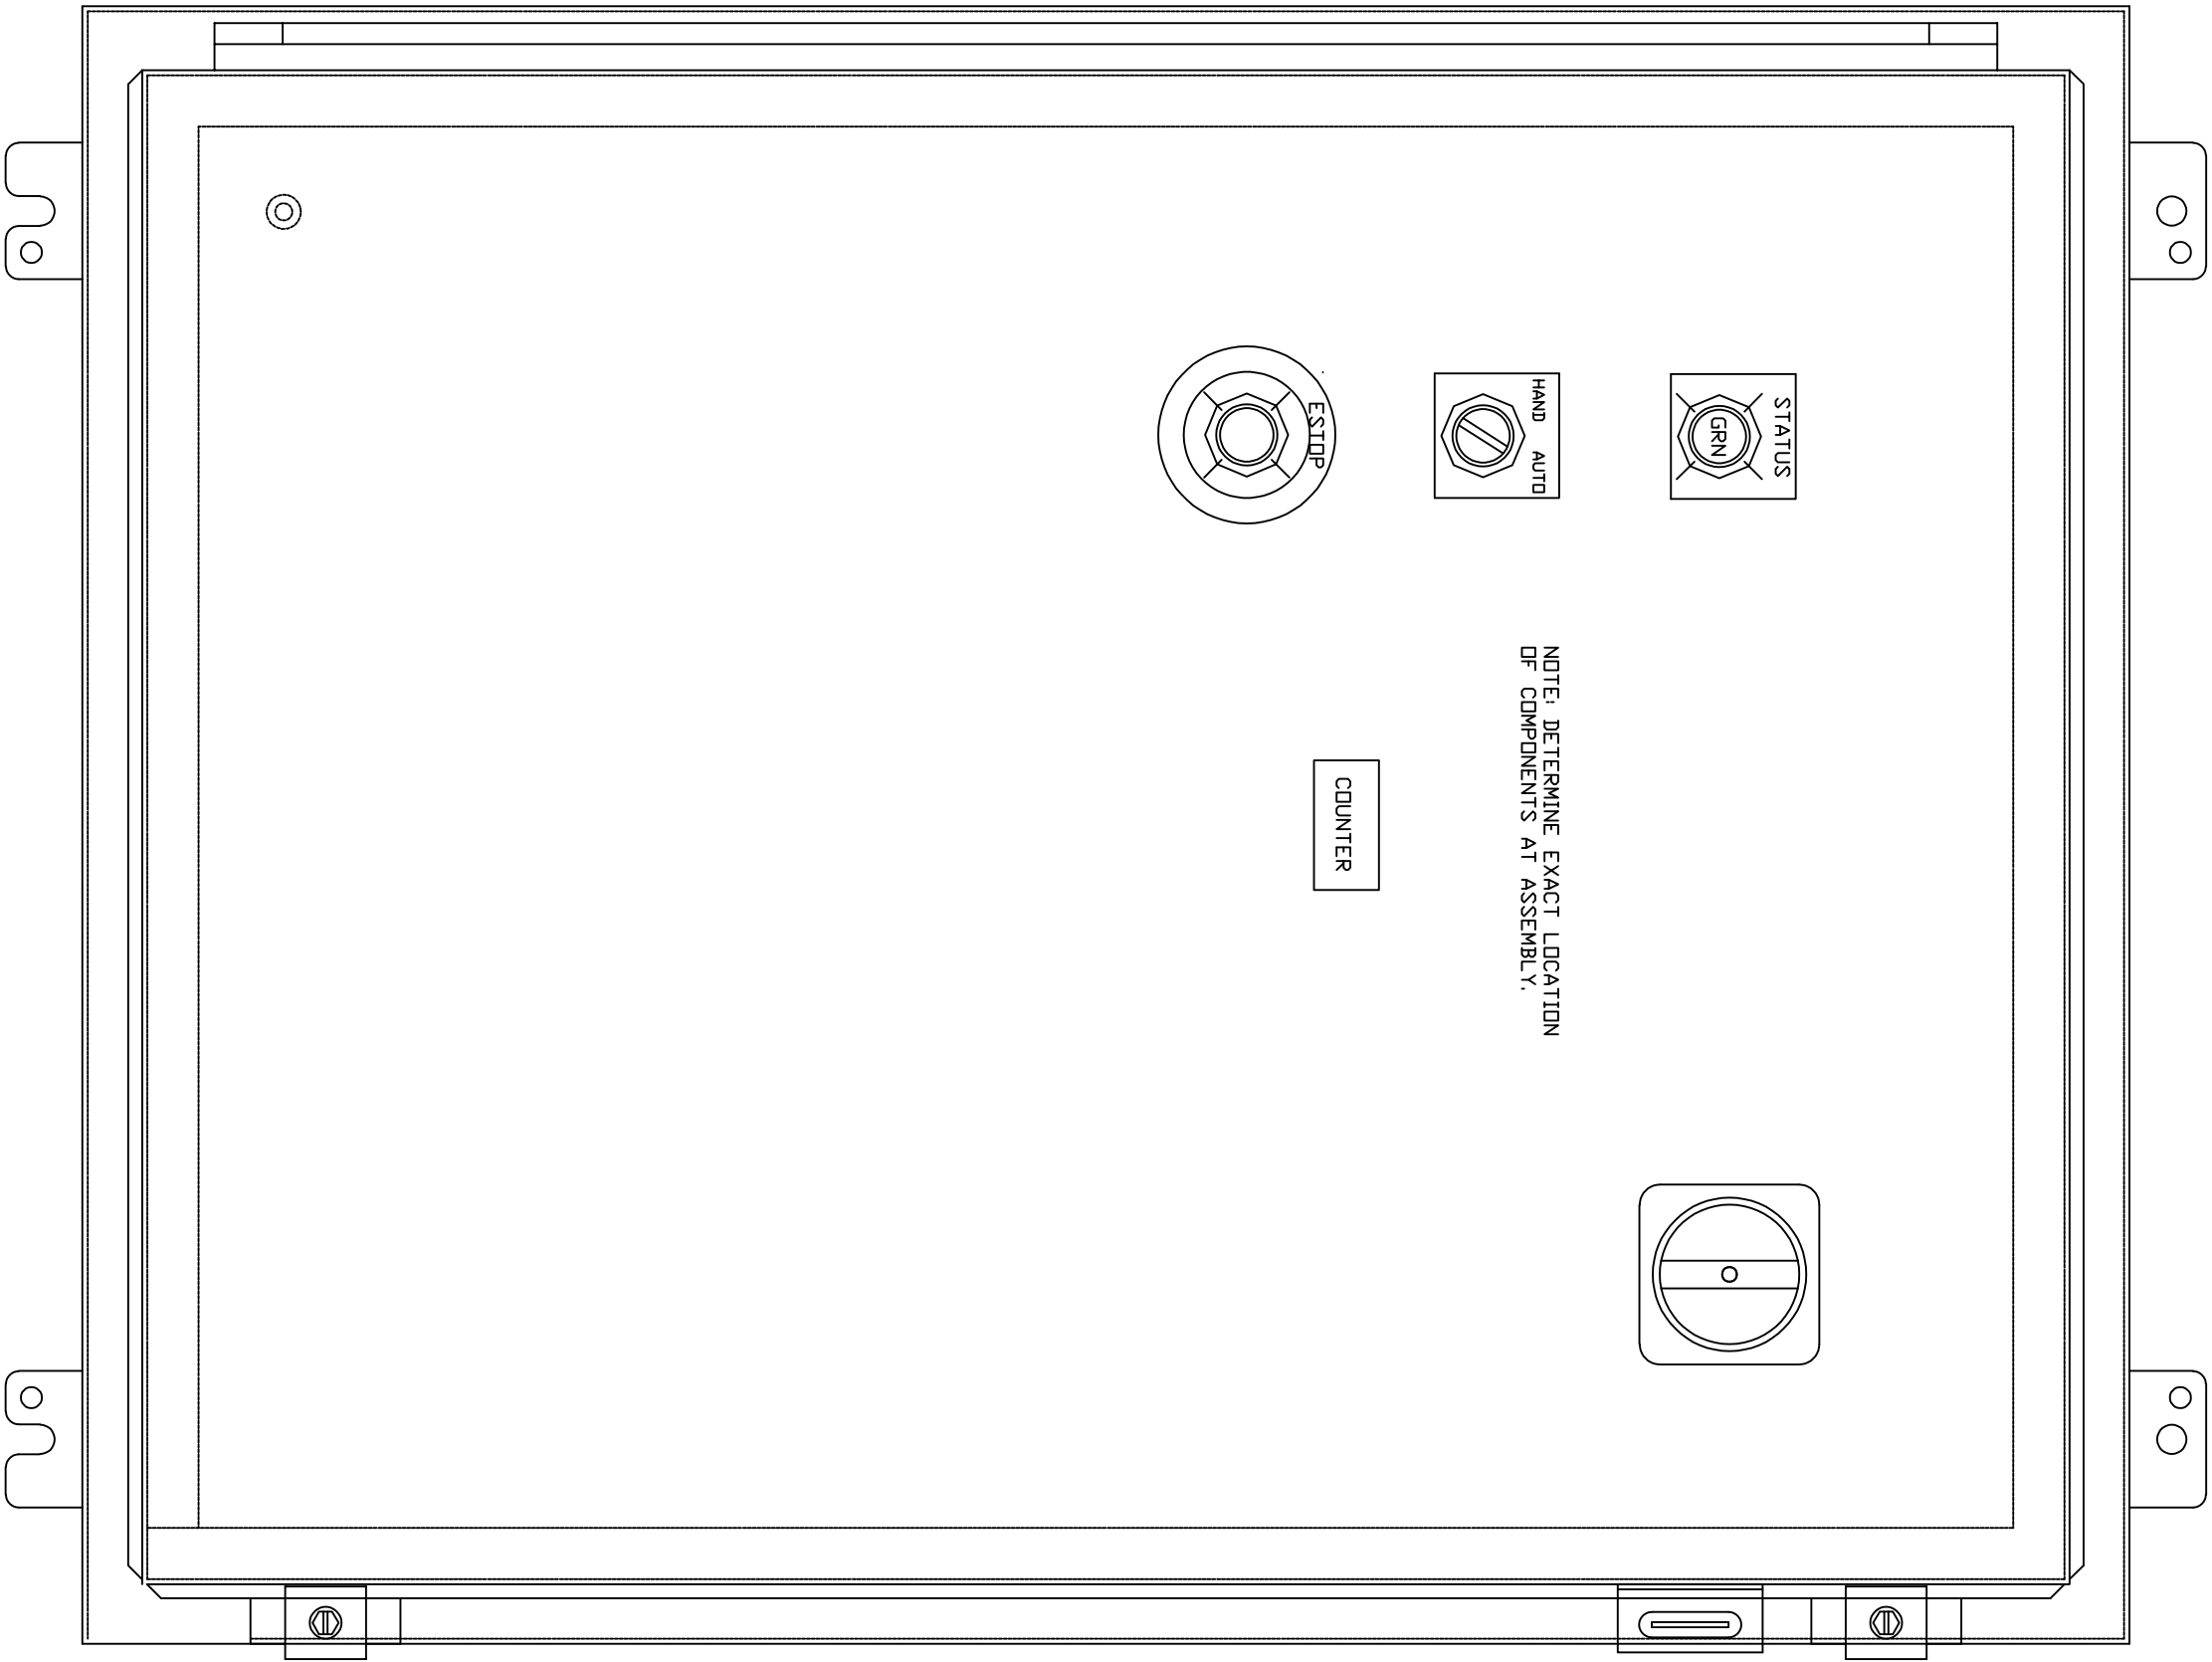 STATUS
GRN
HAND AUTO
ESTOP
NOTE: DETERMINE EXACT LOCATION
OF COMPONENTS AT ASSEMBLY.
COUNTER